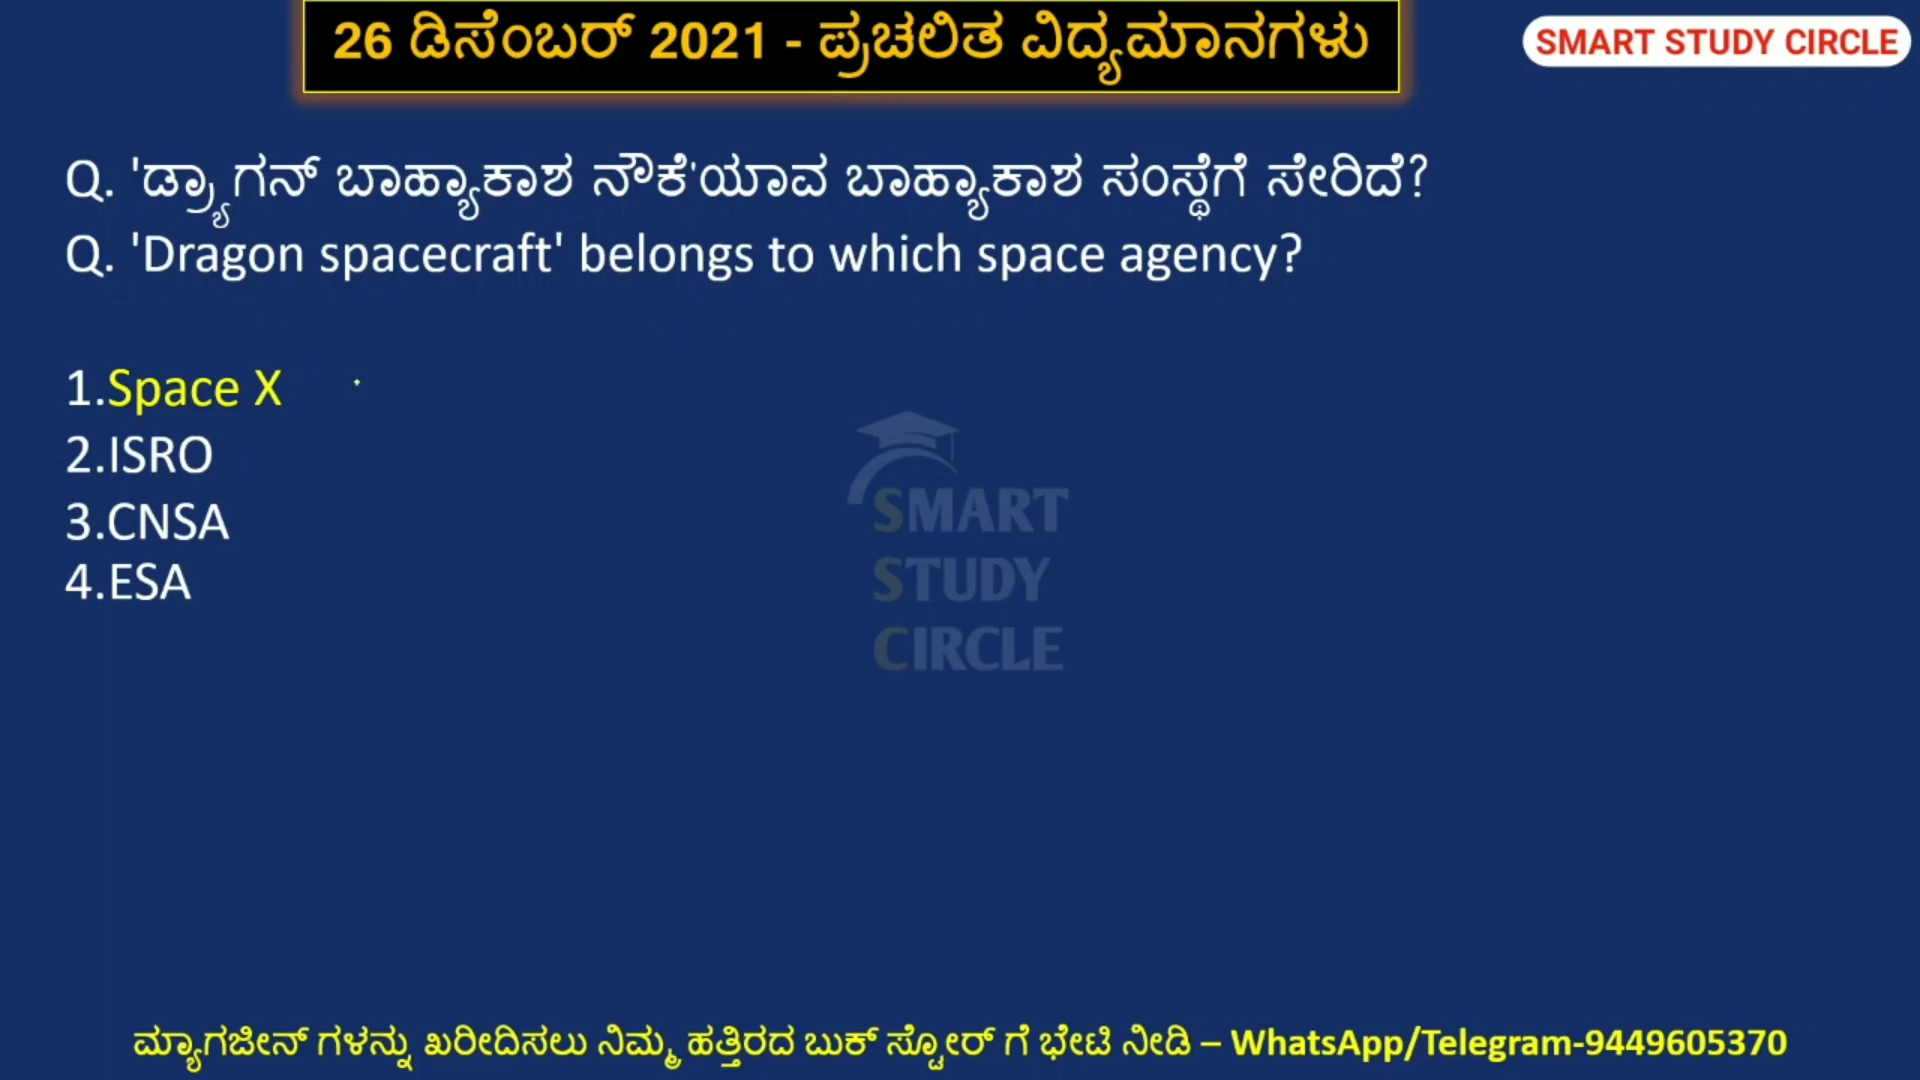 26 ಡಿಸೆಂಬರ್ 2021 - ಪ್ರಚಲಿತ ವಿದ್ಯಮಾನಗಳು
SMART STUDY CIRCLE
Q. 'ಡ್ರ್ಯಾಗನ್ ಬಾಹ್ಯಾಕಾಶ ನೌಕೆ'ಯಾವ ಬಾಹ್ಯಾಕಾಶ ಸಂಸ್ಥೆಗೆ ಸೇರಿದೆ?
Q. 'Dragon spacecraft' belongs to which space agency?
1.Space X
2.ISRO
3.CNSA
4.ESA
SMART
STUDY
CIRCLE
ಮ್ಯಾಗಜೀನ್ ಗಳನ್ನು ಖರೀದಿಸಲು ನಿಮ್ಮ ಹತ್ತಿರದ ಬುಕ್ ಸ್ಟೋರ್ ಗೆ ಭೇಟಿ ನೀಡಿ – WhatsApp/Telegram-9449605370